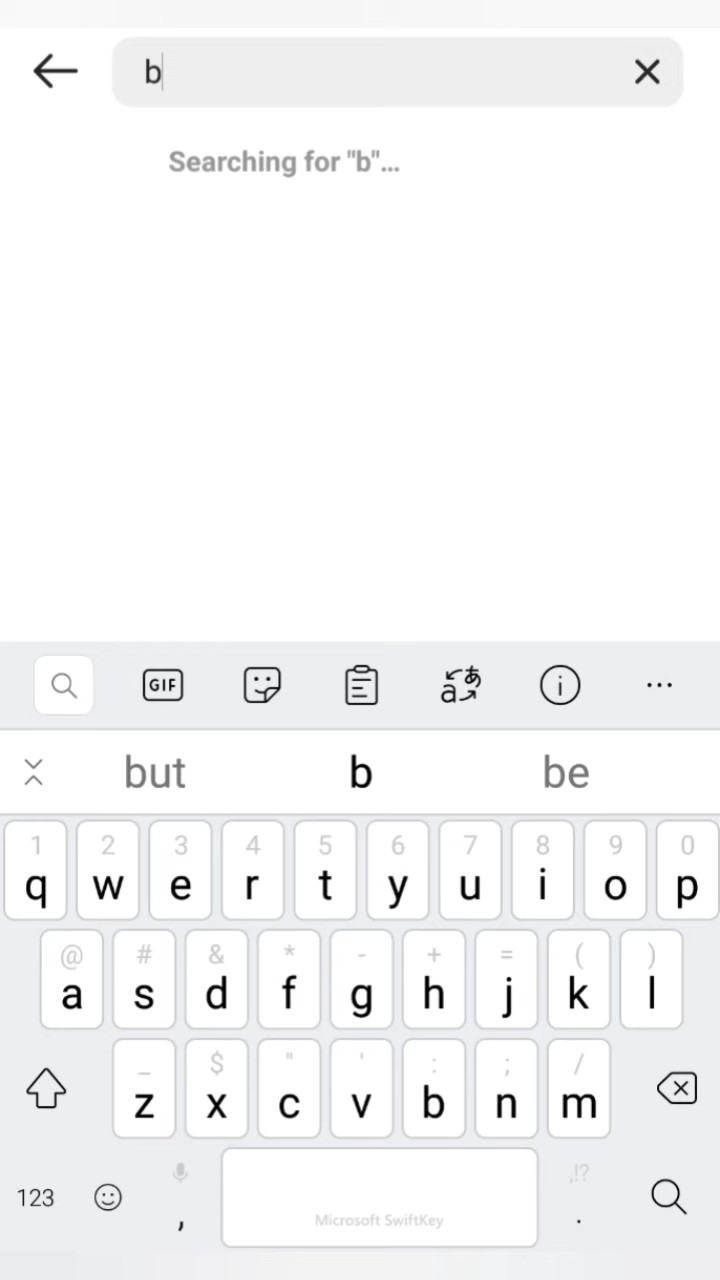 b
Searching for "b"...
GIF
but b be
1 2 3 4 5 6 7 8 9 0
q w e r t y u i o p
@ # & * - + = ( )
a s d f g h j k l
_ $ " ' : ; /
z x c v b n m
123 , Microsoft SwiftKey ,!? .